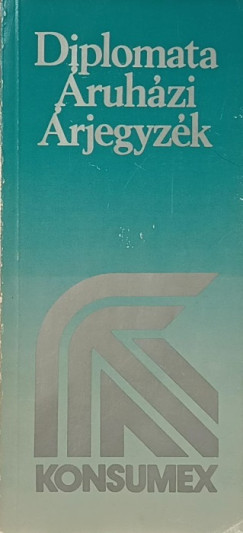 Diplomata
Áruházi
Árjegyzék
KONSUMEX